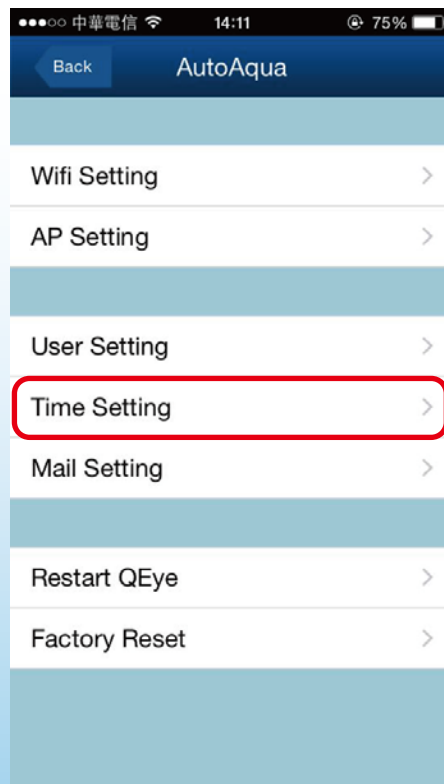 中華電信 14:11 75%
Back AutoAqua
Wifi Setting
AP Setting
User Setting
Time Setting
Mail Setting
Restart QEye
Factory Reset